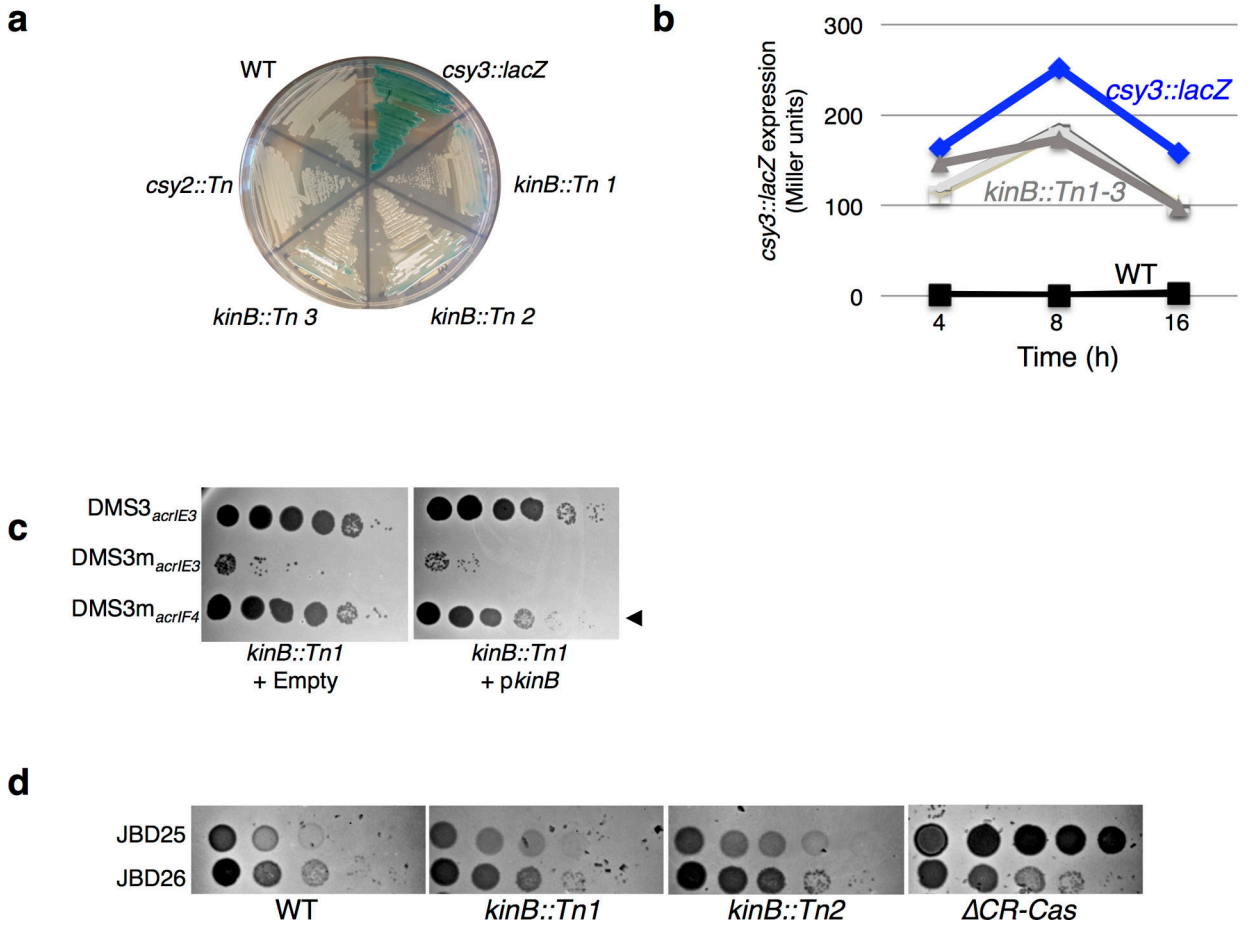 a
WT
csy3::lacZ
csy2::Tn
kinB::Tn 1
kinB::Tn 3
kinB::Tn 2
b
csy3::lacZ expression
(Miller units)
300
200
100
0
csy3::lacZ
kinB::Tn1-3
WT
4 8 16
Time (h)
c
DMS3acrIE3
DMS3macrIE3
DMS3macrIF4
kinB::Tn1
+ Empty
kinB::Tn1
+ pkinB
d
JBD25
JBD26
WT kinB::Tn1 kinB::Tn2 ΔCR-Cas